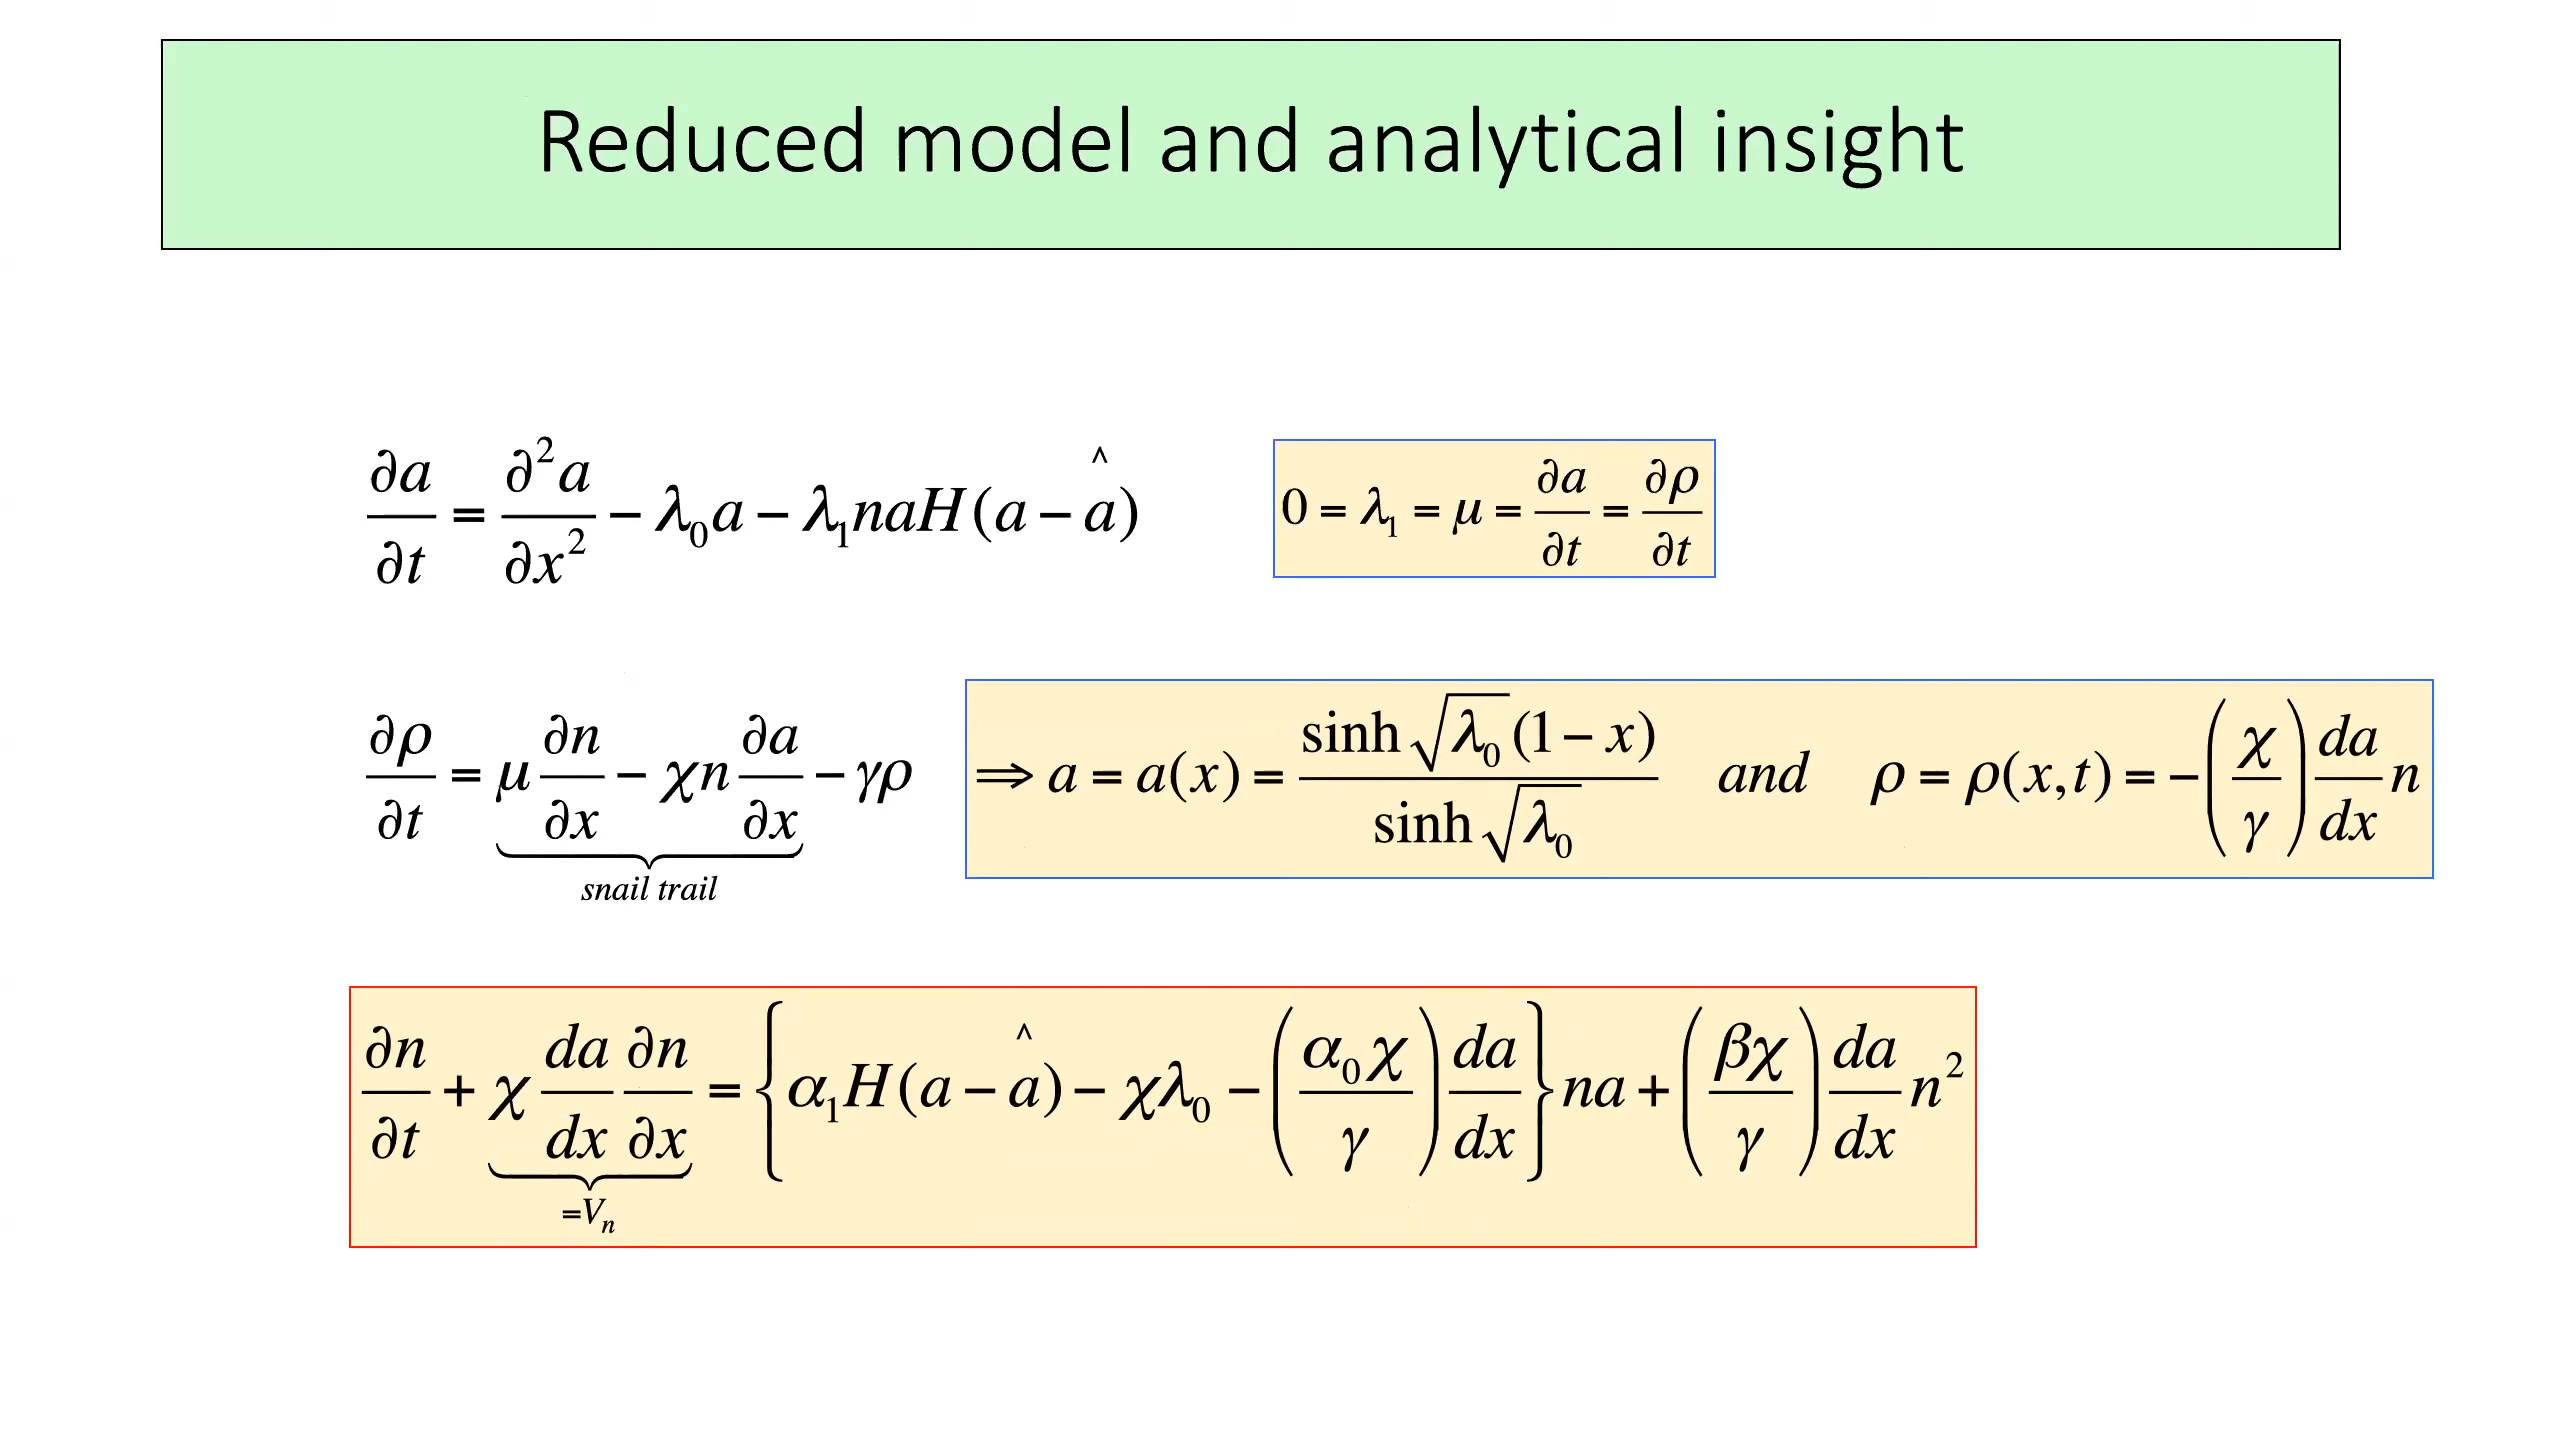 Reduced model and analytical insight
∂a/∂t = ∂²a/∂x² − λ₀a − λ₁naH(a − â)
0 = λ₁ = μ = ∂a/∂t = ∂ρ/∂t
∂ρ/∂t = μ ∂n/∂x − χn ∂a/∂x − γρ
snail trail
⇒ a = a(x) = sinh √λ₀ (1 − x) / sinh √λ₀ and ρ = ρ(x,t) = −(χ/γ) da/dx n
∂n/∂t + χ da/dx ∂n/∂x = {α₁H(a − â) − χλ₀ − (α₀χ/γ) da/dx} na + (βχ/γ) da/dx n²
=Vₙ